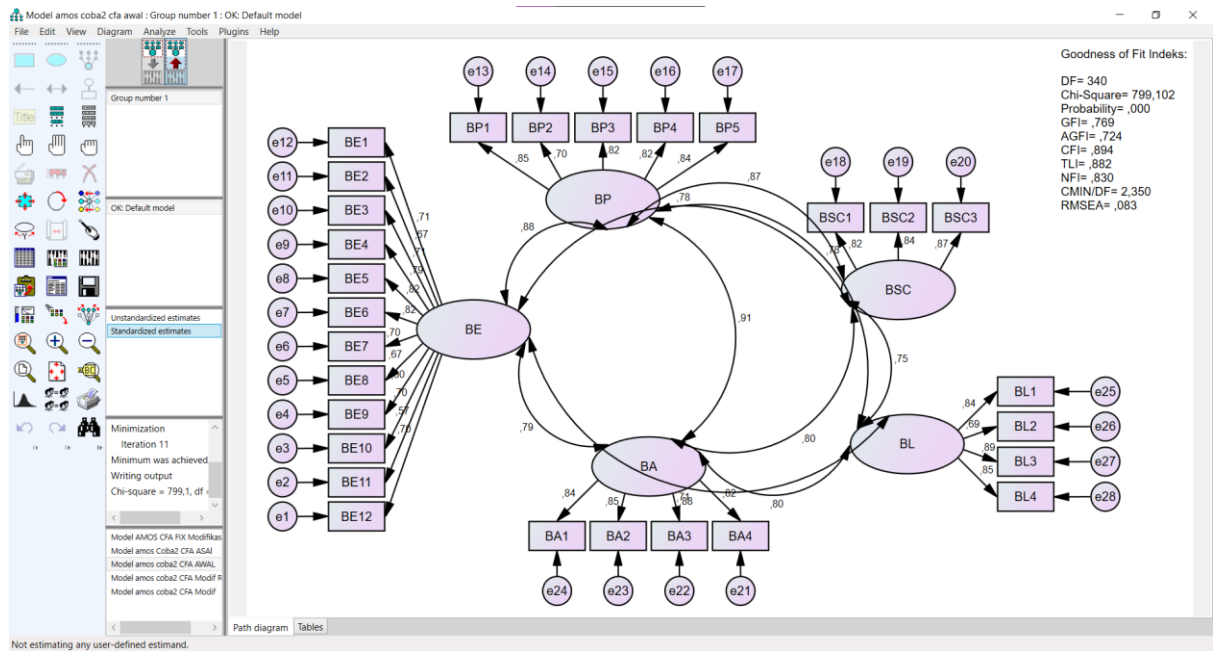 Model amos coba2 cfa awal : Group number 1 : OK: Default model
File Edit View Diagram Analyze Tools Plugins Help
Title
Group number 1
OK: Default model
Unstandardized estimates
Standardized estimates
Minimization
Iteration 11
Minimum was achieved
Writing output
Chi-square = 799,1, df =
Model AMOS CFA FIX Modifikas
Model amos Coba2 CFA ASAI
Model amos coba2 CFA AWAL
Model amos coba2 CFA Modif R
Model amos coba2 CFA Modif
Goodness of Fit Indeks:
DF= 340
Chi-Square= 799,102
Probability= ,000
GFI= ,769
AGFI= ,724
CFI= ,894
TLI= ,882
NFI= ,830
CMIN/DF= 2,350
RMSEA= ,083
e13 e14 e15 e16 e17
BP1 BP2 BP3 BP4 BP5
,85 ,70 ,82 ,82 ,84
BP
e12 BE1
e11 BE2
e10 BE3
e9 BE4
e8 BE5
e7 BE6
e6 BE7
e5 BE8
e4 BE9
e3 BE10
e2 BE11
e1 BE12
,71
,67
,71
,79
,82
,82
,70
,67
,70
,57
,70
BE
e18 e19 e20
BSC1 BSC2 BSC3
,82 ,84 ,87
BSC
,88
,87
,78
,78
,91
,75
,79
,80
,80
,71
BL
,84 BL1 e25
,69 BL2 e26
,89 BL3 e27
,85 BL4 e28
BA
,84 ,85 ,88 ,82
BA1 BA2 BA3 BA4
e24 e23 e22 e21
Path diagram Tables
Not estimating any user-defined estimand.